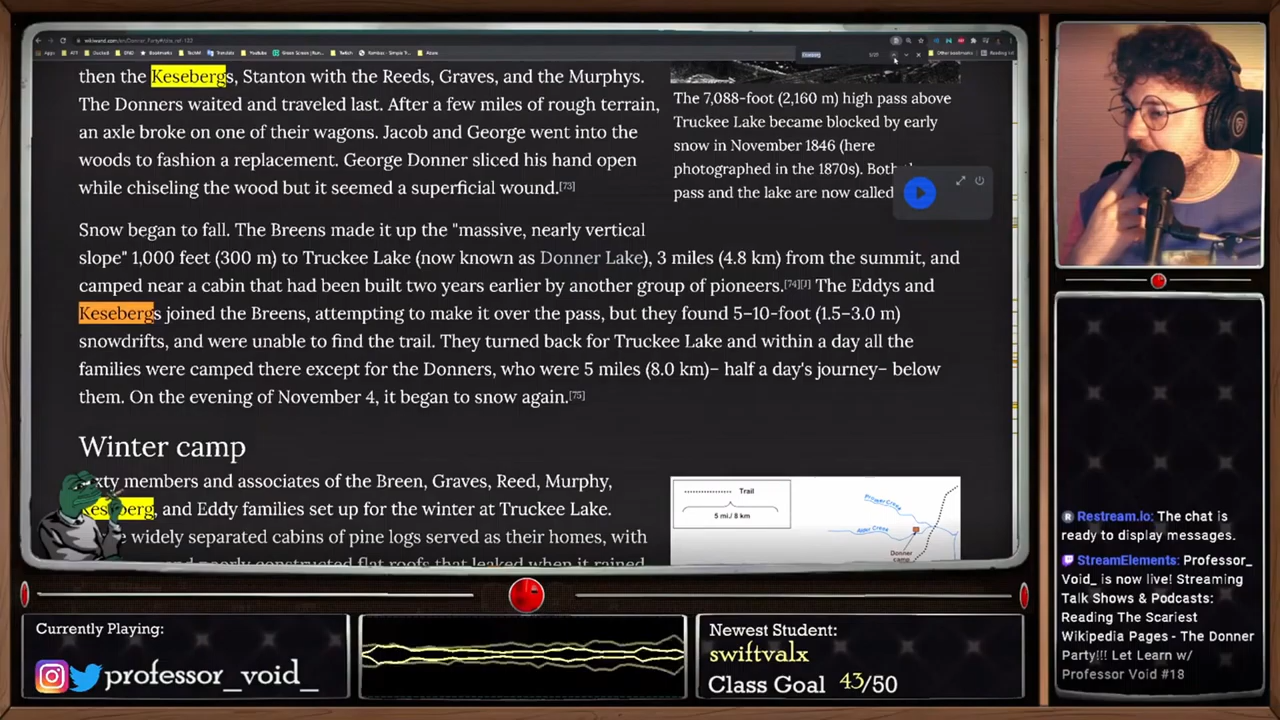 then the Kesebergs, Stanton with the Reeds, Graves, and the Murphys.
The Donners waited and traveled last. After a few miles of rough terrain,
an axle broke on one of their wagons. Jacob and George went into the
woods to fashion a replacement. George Donner sliced his hand open
while chiseling the wood but it seemed a superficial wound.[73]
The 7,088-foot (2,160 m) high pass above
Truckee Lake became blocked by early
snow in November 1846 (here
photographed in the 1870s). Both
pass and the lake are now called
Snow began to fall. The Breens made it up the "massive, nearly vertical
slope" 1,000 feet (300 m) to Truckee Lake (now known as Donner Lake), 3 miles (4.8 km) from the summit, and
camped near a cabin that had been built two years earlier by another group of pioneers.[74][J] The Eddys and
Kesebergs joined the Breens, attempting to make it over the pass, but they found 5–10-foot (1.5–3.0 m)
snowdrifts, and were unable to find the trail. They turned back for Truckee Lake and within a day all the
families were camped there except for the Donners, who were 5 miles (8.0 km)– half a day's journey– below
them. On the evening of November 4, it began to snow again.[75]
Winter camp
Sixty members and associates of the Breen, Graves, Reed, Murphy,
Keseberg, and Eddy families set up for the winter at Truckee Lake.
widely separated cabins of pine logs served as their homes, with
poorly constructed flat roofs that leaked when it rained
Trail
5 mi./ 8 km
Prosser Creek
Alder Creek
Donner
camp
Restream.io: The chat is
ready to display messages.
StreamElements: Professor_
Void_ is now live! Streaming
Talk Shows & Podcasts:
Reading The Scariest
Wikipedia Pages - The Donner
Party!!! Let Learn w/
Professor Void #18
Currently Playing:
professor_void_
Newest Student:
swiftvalx
Class Goal 43/50